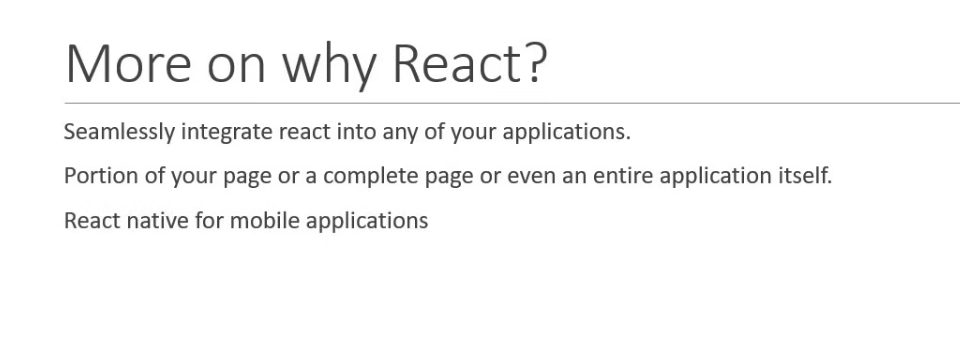 More on why React?
Seamlessly integrate react into any of your applications.
Portion of your page or a complete page or even an entire application itself.
React native for mobile applications